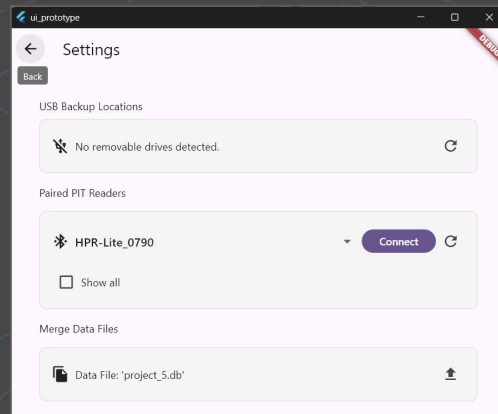 ui_prototype
DEBUG
Settings
Back
USB Backup Locations
No removable drives detected.
Paired PIT Readers
HPR-Lite_0790
Connect
Show all
Merge Data Files
Data File: 'project_5.db'